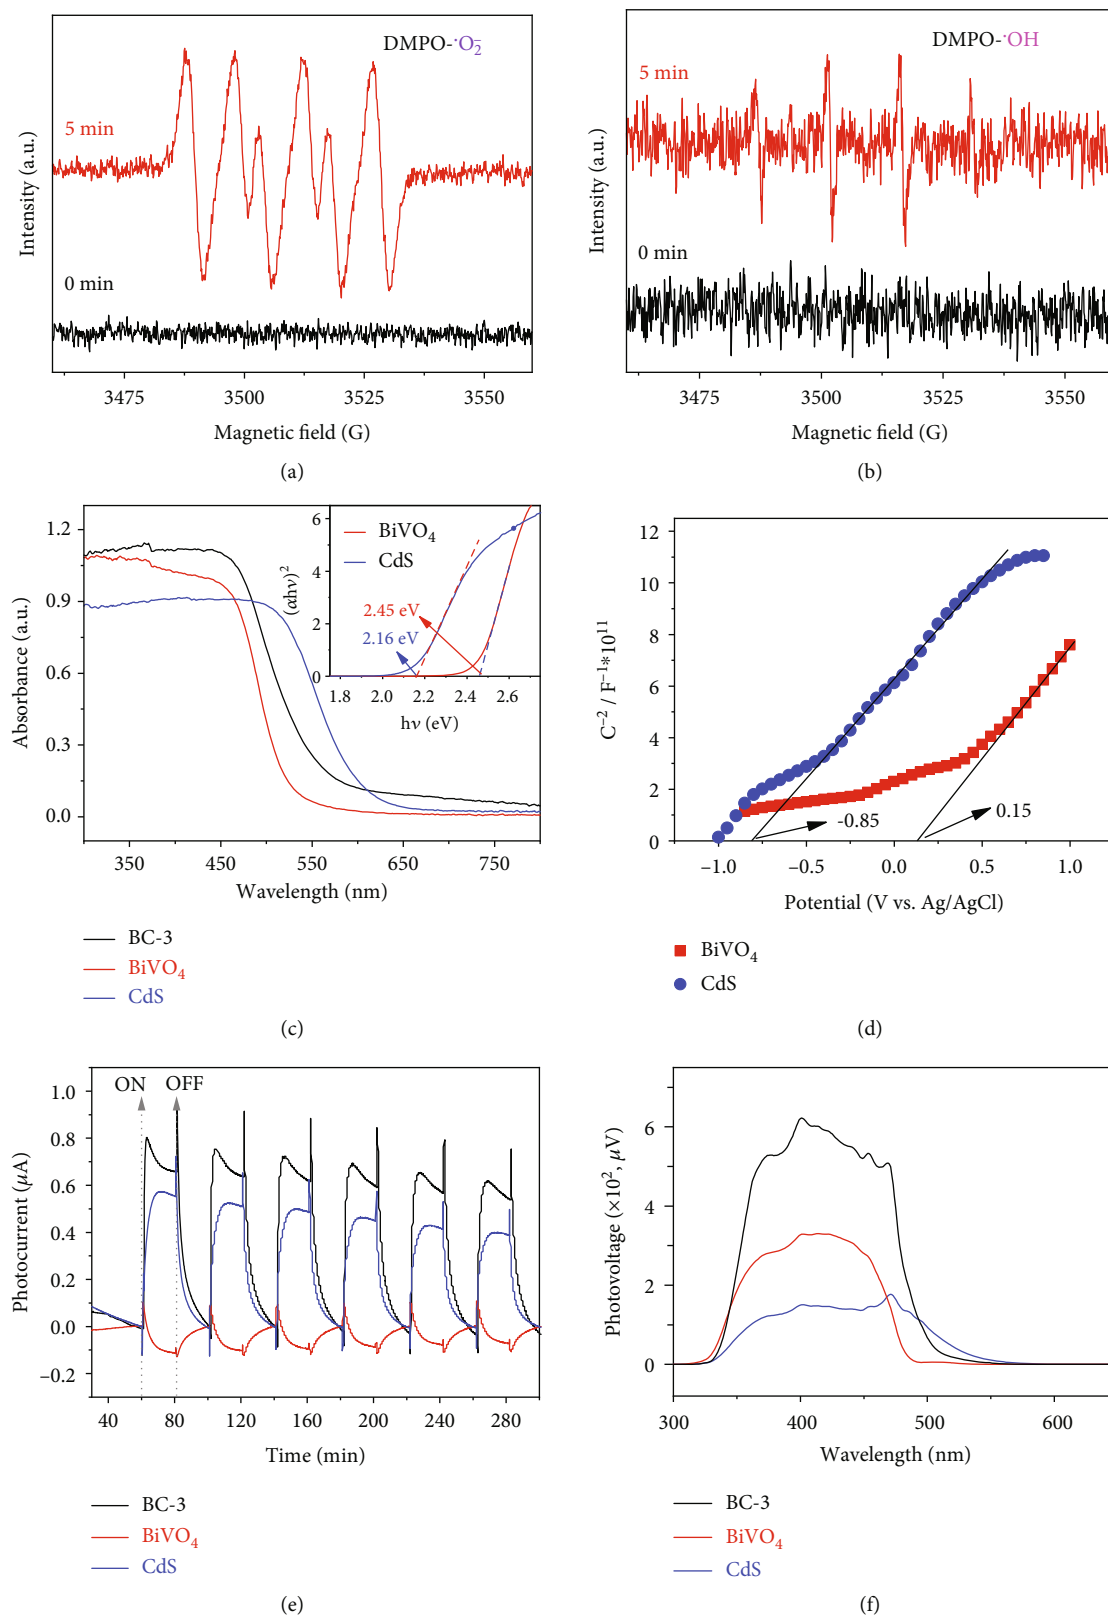 DMPO-·O₂⁻
5 min
0 min
Intensity (a.u.)
3475 3500 3525 3550
Magnetic field (G)
(a)
DMPO-·OH
5 min
0 min
Intensity (a.u.)
3475 3500 3525 3550
Magnetic field (G)
(b)
1.2
0.9
0.6
0.3
0.0
Absorbance (a.u.)
350 450 550 650 750
Wavelength (nm)
6
4
2
0
(αhν)²
BiVO₄
CdS
2.45 eV
2.16 eV
1.8 2.0 2.2 2.4 2.6
hν (eV)
BC-3
BiVO₄
CdS
(c)
12
10
8
6
4
2
0
C⁻² / F⁻¹*10¹¹
-0.85
0.15
–1.0 –0.5 0.0 0.5 1.0
Potential (V vs. Ag/AgCl)
BiVO₄
CdS
(d)
ON OFF
1.0
0.8
0.6
0.4
0.2
0.0
–0.2
Photocurrent (μA)
40 80 120 160 200 240 280
Time (min)
BC-3
BiVO₄
CdS
(e)
6
4
2
0
Photovoltage (×10², μV)
300 400 500 600
Wavelength (nm)
BC-3
BiVO₄
CdS
(f)